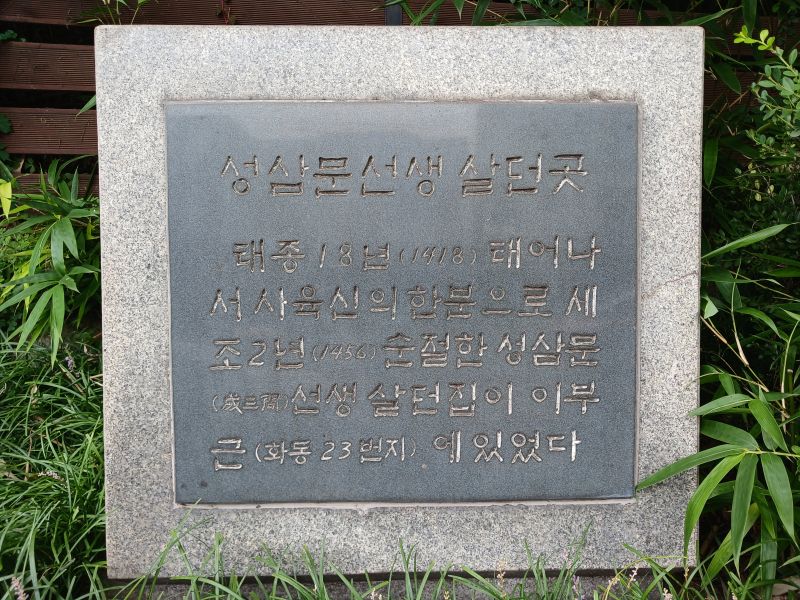 성삼문선생 살던곳
태종 18년(1418) 태어나
서 사육신의한분으로 세
조2년(1456) 순절한 성삼문
(成三問)선생 살던집이 이부
근(화동 23번지)에있었다